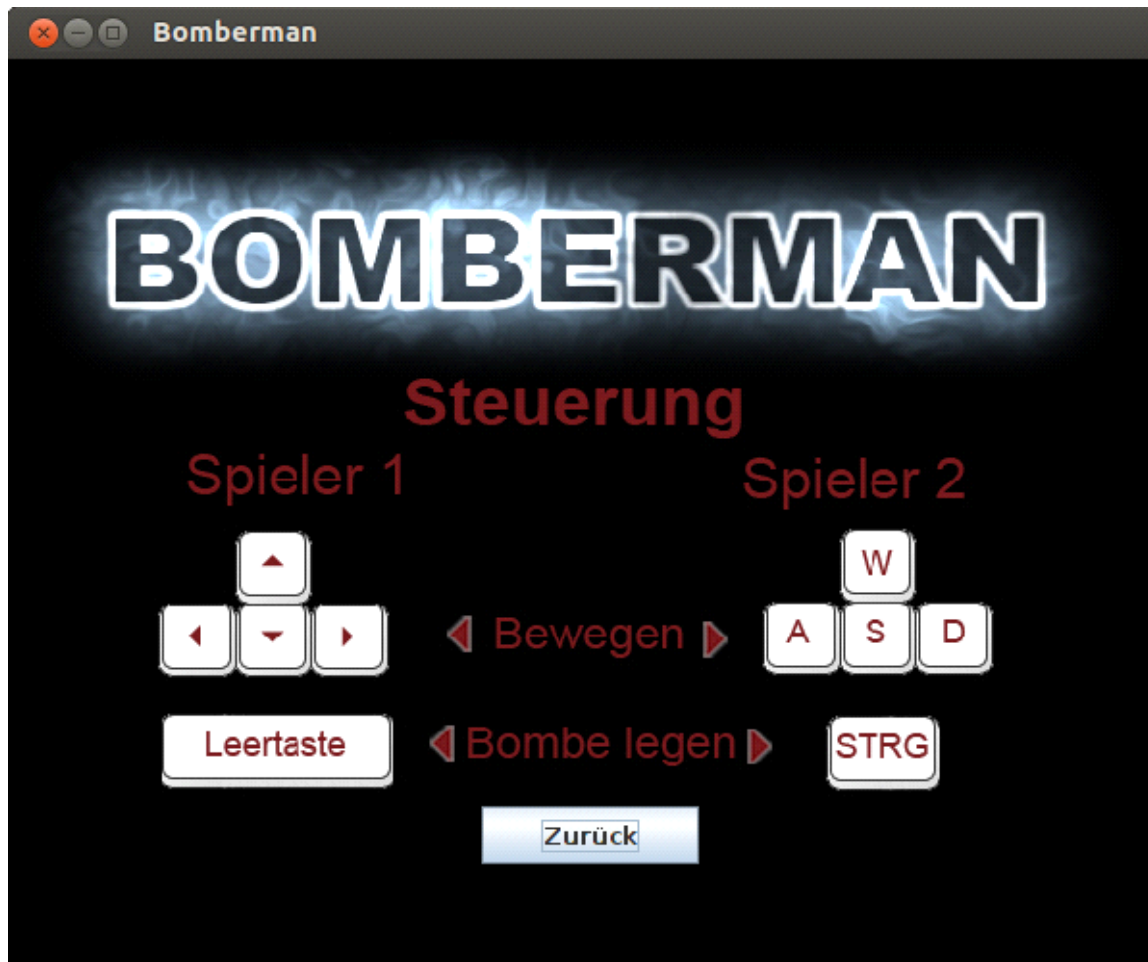 Bomberman
BOMBERMAN
Steuerung
Spieler 1 Spieler 2
W
Bewegen A S D
Leertaste Bombe legen STRG
Zurück